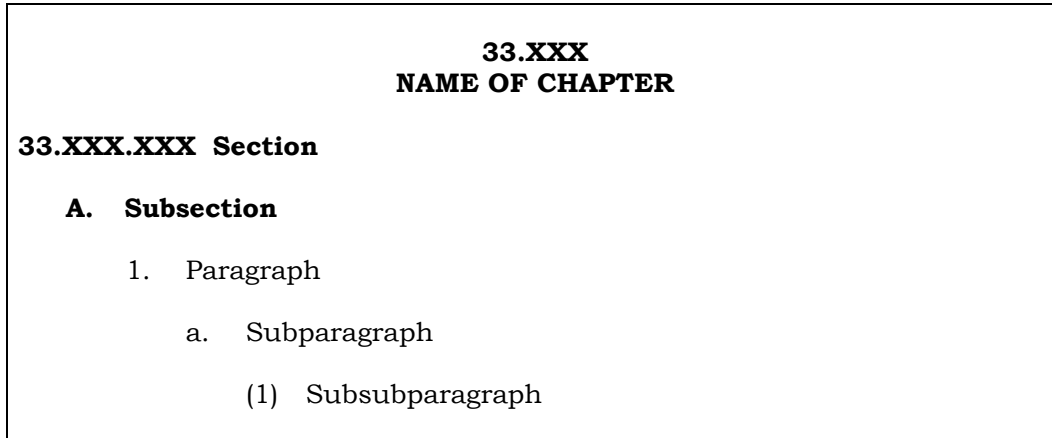 33.XXX
NAME OF CHAPTER
33.XXX.XXX Section
A. Subsection
1. Paragraph
a. Subparagraph
(1) Subsubparagraph